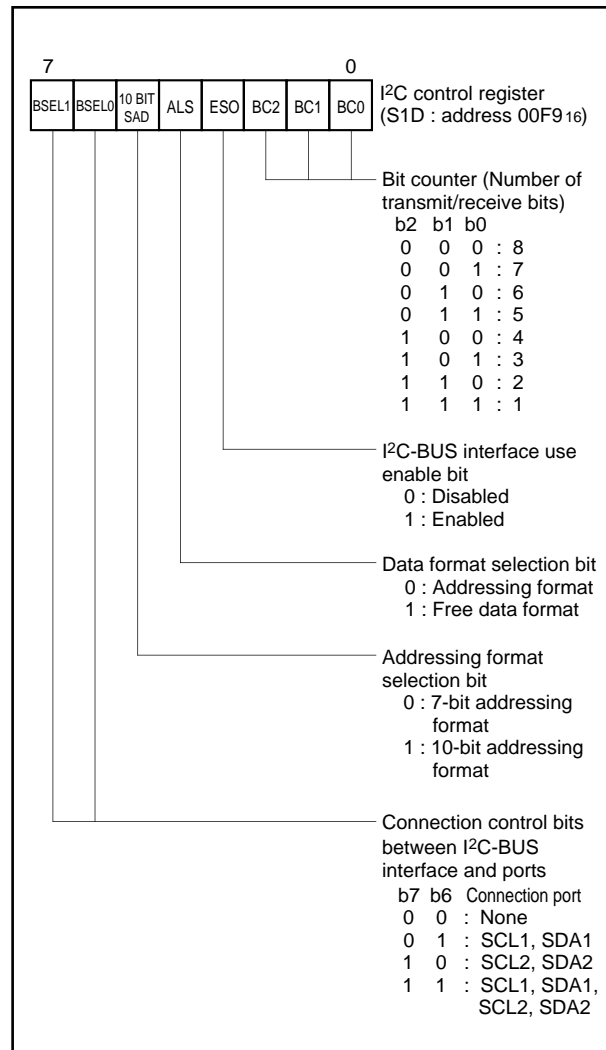 7 0
BSEL1 BSEL0 10 BIT SAD ALS ESO BC2 BC1 BC0
I2C control register
(S1D : address 00F916)
Bit counter (Number of
transmit/receive bits)
b2 b1 b0
0 0 0 : 8
0 0 1 : 7
0 1 0 : 6
0 1 1 : 5
1 0 0 : 4
1 0 1 : 3
1 1 0 : 2
1 1 1 : 1
I2C-BUS interface use
enable bit
0 : Disabled
1 : Enabled
Data format selection bit
0 : Addressing format
1 : Free data format
Addressing format
selection bit
0 : 7-bit addressing
format
1 : 10-bit addressing
format
Connection control bits
between I2C-BUS
interface and ports
b7 b6 Connection port
0 0 : None
0 1 : SCL1, SDA1
1 0 : SCL2, SDA2
1 1 : SCL1, SDA1,
SCL2, SDA2